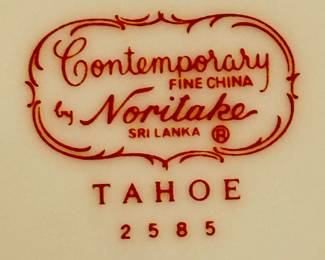 Contemporary
FINE CHINA
by Noritake
SRI LANKA ®
TAHOE
2585